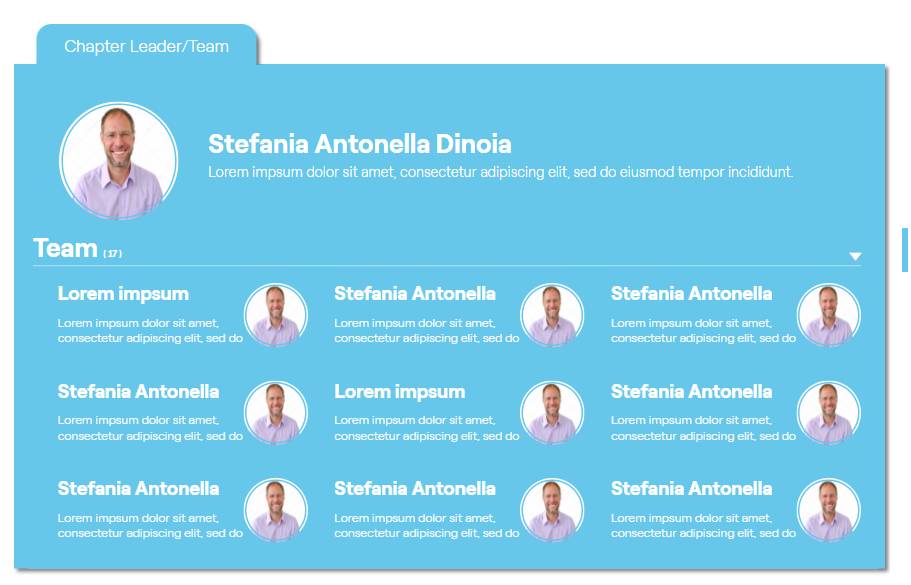 Chapter Leader/Team
Stefania Antonella Dinoia
Lorem impsum dolor sit amet, consectetur adipiscing elit, sed do eiusmod tempor incididunt.
Team (17)
Lorem impsum
Lorem impsum dolor sit amet,
consectetur adipiscing elit, sed do
Stefania Antonella
Lorem impsum dolor sit amet,
consectetur adipiscing elit, sed do
Stefania Antonella
Lorem impsum dolor sit amet,
consectetur adipiscing elit, sed do
Stefania Antonella
Lorem impsum dolor sit amet,
consectetur adipiscing elit, sed do
Lorem impsum
Lorem impsum dolor sit amet,
consectetur adipiscing elit, sed do
Stefania Antonella
Lorem impsum dolor sit amet,
consectetur adipiscing elit, sed do
Stefania Antonella
Lorem impsum dolor sit amet,
consectetur adipiscing elit, sed do
Stefania Antonella
Lorem impsum dolor sit amet,
consectetur adipiscing elit, sed do
Stefania Antonella
Lorem impsum dolor sit amet,
consectetur adipiscing elit, sed do